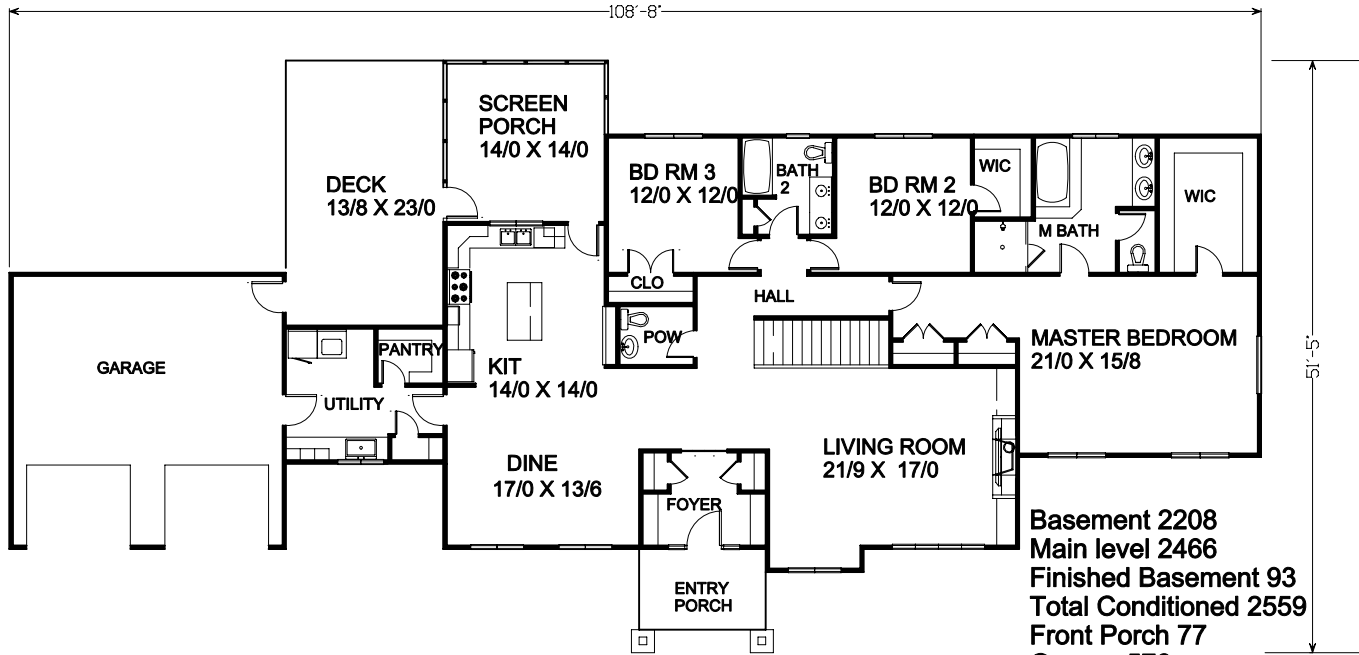 108'-8"
SCREEN
PORCH
14/0 X 14/0
DECK
13/8 X 23/0
BD RM 3
12/0 X 12/0
BATH
2
BD RM 2
12/0 X 12/0
WIC
M BATH
WIC
CLO
HALL
POW
MASTER BEDROOM
21/0 X 15/8
51'-5"
GARAGE
PANTRY
KIT
14/0 X 14/0
UTILITY
DINE
17/0 X 13/6
LIVING ROOM
21/9 X 17/0
FOYER
ENTRY
PORCH
Basement 2208
Main level 2466
Finished Basement 93
Total Conditioned 2559
Front Porch 77